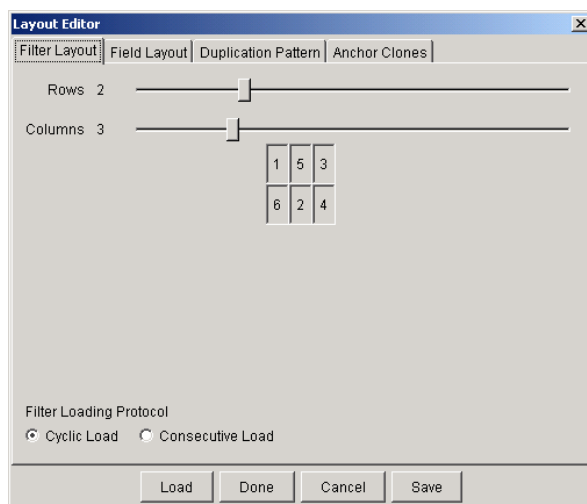 Layout Editor
Filter Layout Field Layout Duplication Pattern Anchor Clones
Rows 2
Columns 3
1 5 3
6 2 4
Filter Loading Protocol
Cyclic Load Consecutive Load
Load Done Cancel Save